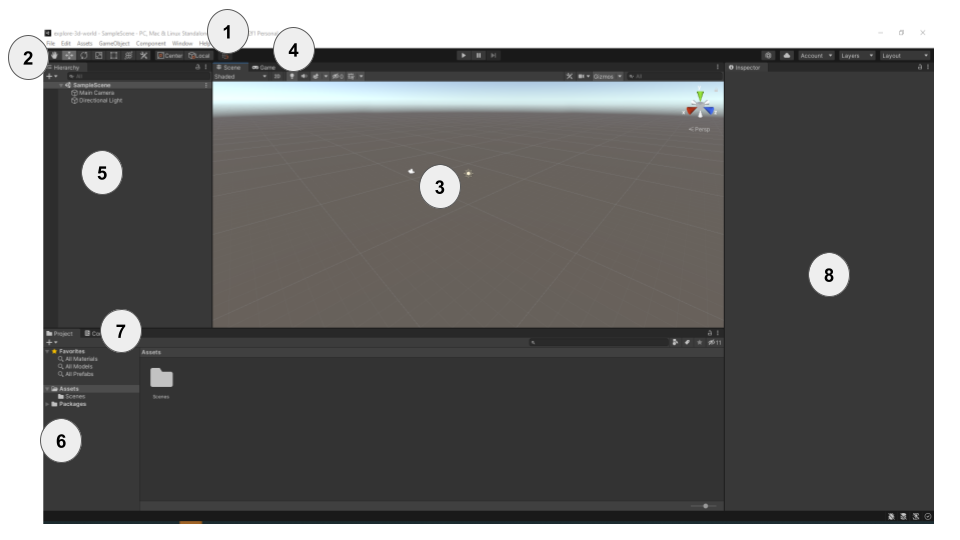 1
explore-3d-world - SampleScene - PC, Mac & Linux Standalone
Personal
File Edit Assets GameObject Component Window Help
2
4
Center Local
Account Layers Layout
Hierarchy
Scene Game
Inspector
All
Shaded 2D 0 Gizmos All
SampleScene
Main Camera
Directional Light
Persp
5
3
8
7
Project
11
Favorites
All Materials
All Models
All Prefabs
Assets
Assets
Scenes
Packages
Scenes
6